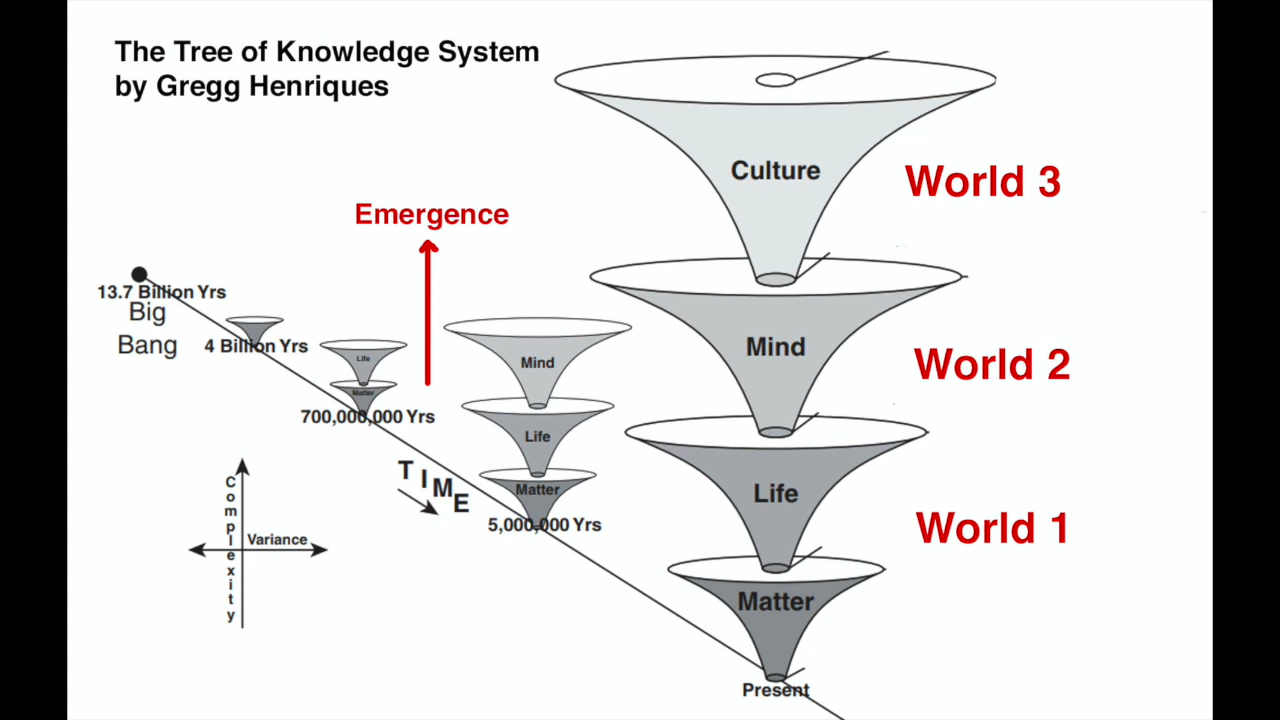 The Tree of Knowledge System
by Gregg Henriques
Culture
World 3
Emergence
13.7 Billion Yrs
Big
Bang
4 Billion Yrs
Life
Matter
700,000,000 Yrs
Mind
Life
Matter
5,000,000 Yrs
Mind
World 2
Life
World 1
Matter
Present
TIME
Complexity
Variance